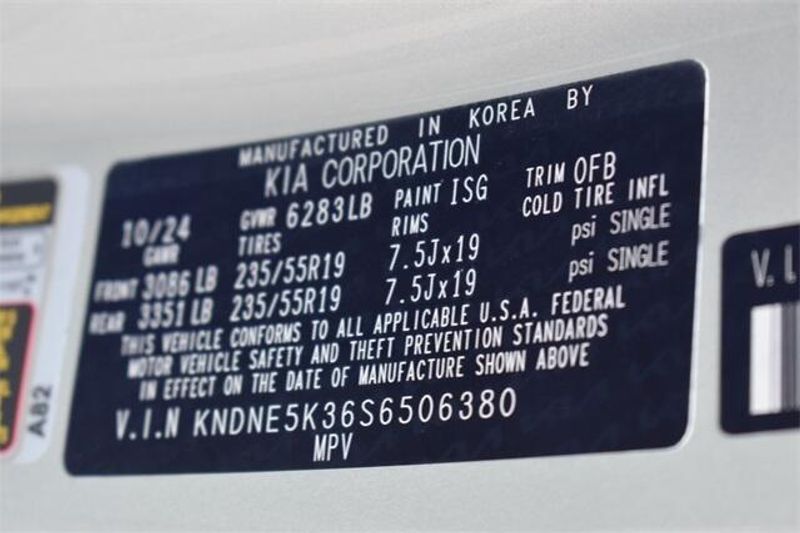 MANUFACTURED IN KOREA BY
KIA CORPORATION
10/24 GVWR 6283LB PAINT ISG TRIM OFB
GAWR TIRES RIMS COLD TIRE INFL
FRONT 3086 LB 235/55R19 7.5Jx19 psi SINGLE
REAR 3351 LB 235/55R19 7.5Jx19 psi SINGLE
THIS VEHICLE CONFORMS TO ALL APPLICABLE U.S.A. FEDERAL
MOTOR VEHICLE SAFETY AND THEFT PREVENTION STANDARDS
IN EFFECT ON THE DATE OF MANUFACTURE SHOWN ABOVE
V.I.N KNDNE5K36S6506380
MPV
A82
V.I